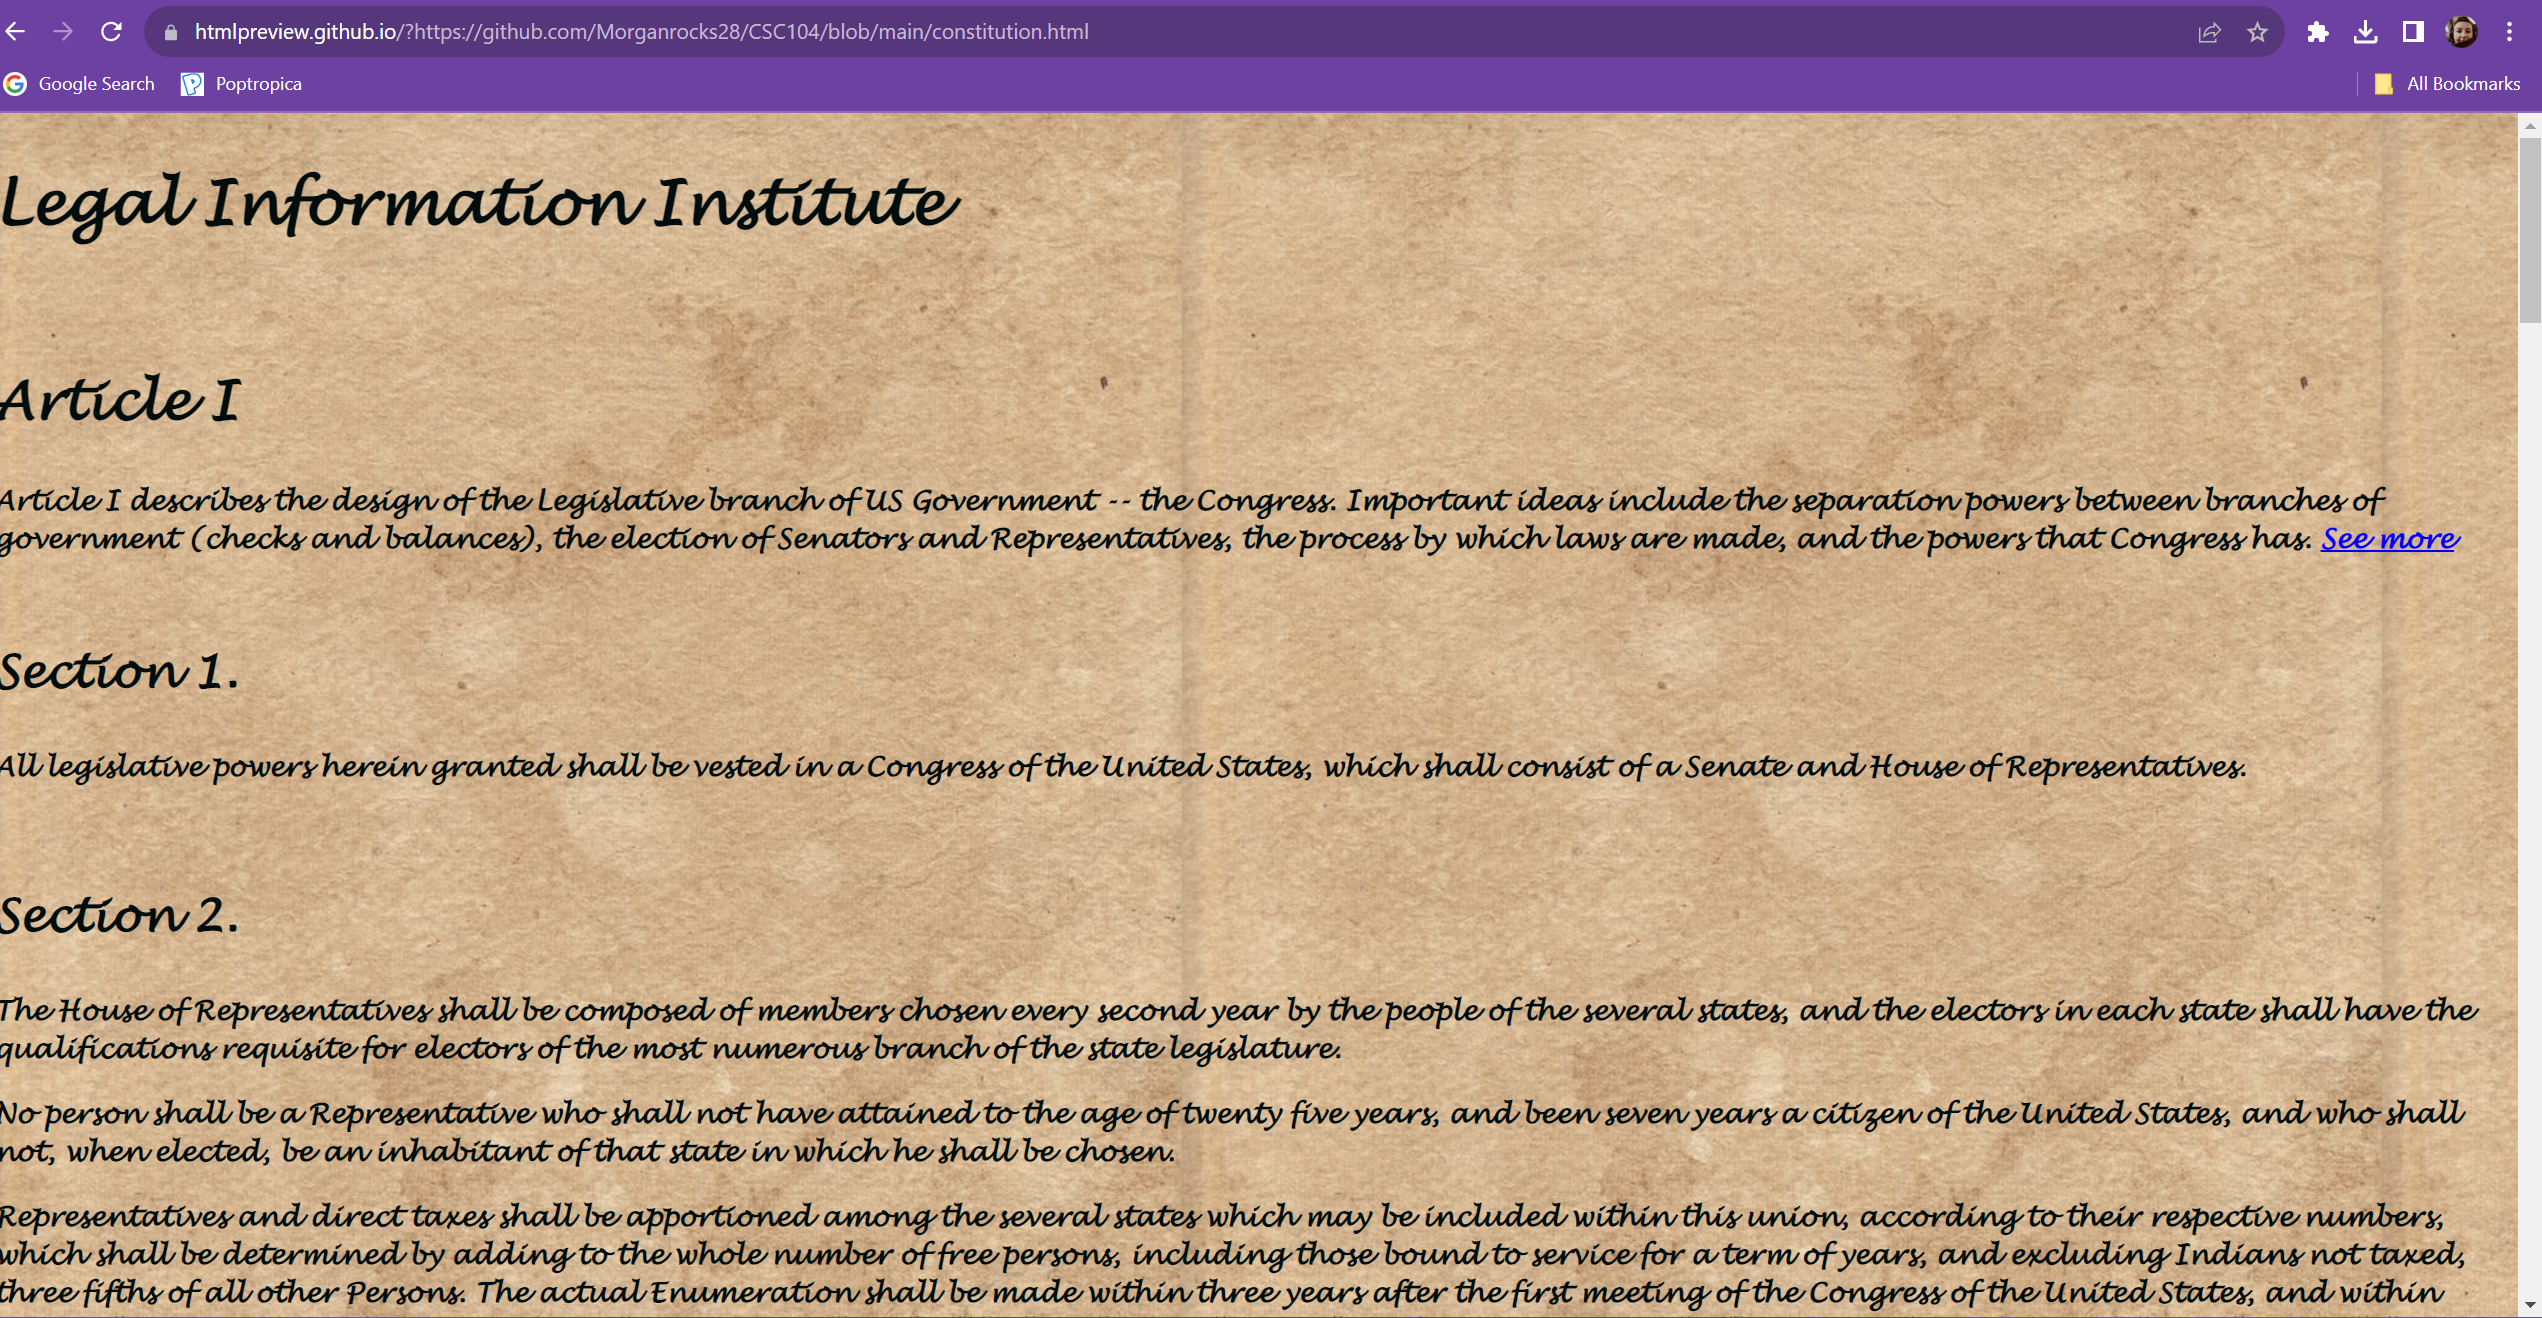 htmlpreview.github.io/?https://github.com/Morganrocks28/CSC104/blob/main/constitution.html
Google Search
Poptropica
All Bookmarks
Legal Information Institute
Article I
Article I describes the design of the Legislative branch of US Government -- the Congress. Important ideas include the separation powers between branches of
government (checks and balances), the election of Senators and Representatives, the process by which laws are made, and the powers that Congress has. See more
Section 1.
All legislative powers herein granted shall be vested in a Congress of the United States, which shall consist of a Senate and House of Representatives.
Section 2.
The House of Representatives shall be composed of members chosen every second year by the people of the several states, and the electors in each state shall have the
qualifications requisite for electors of the most numerous branch of the state legislature.
No person shall be a Representative who shall not have attained to the age of twenty five years, and been seven years a citizen of the United States, and who shall
not, when elected, be an inhabitant of that state in which he shall be chosen.
Representatives and direct taxes shall be apportioned among the several states which may be included within this union, according to their respective numbers,
which shall be determined by adding to the whole number of free persons, including those bound to service for a term of years, and excluding Indians not taxed,
three fifths of all other Persons. The actual Enumeration shall be made within three years after the first meeting of the Congress of the United States, and within